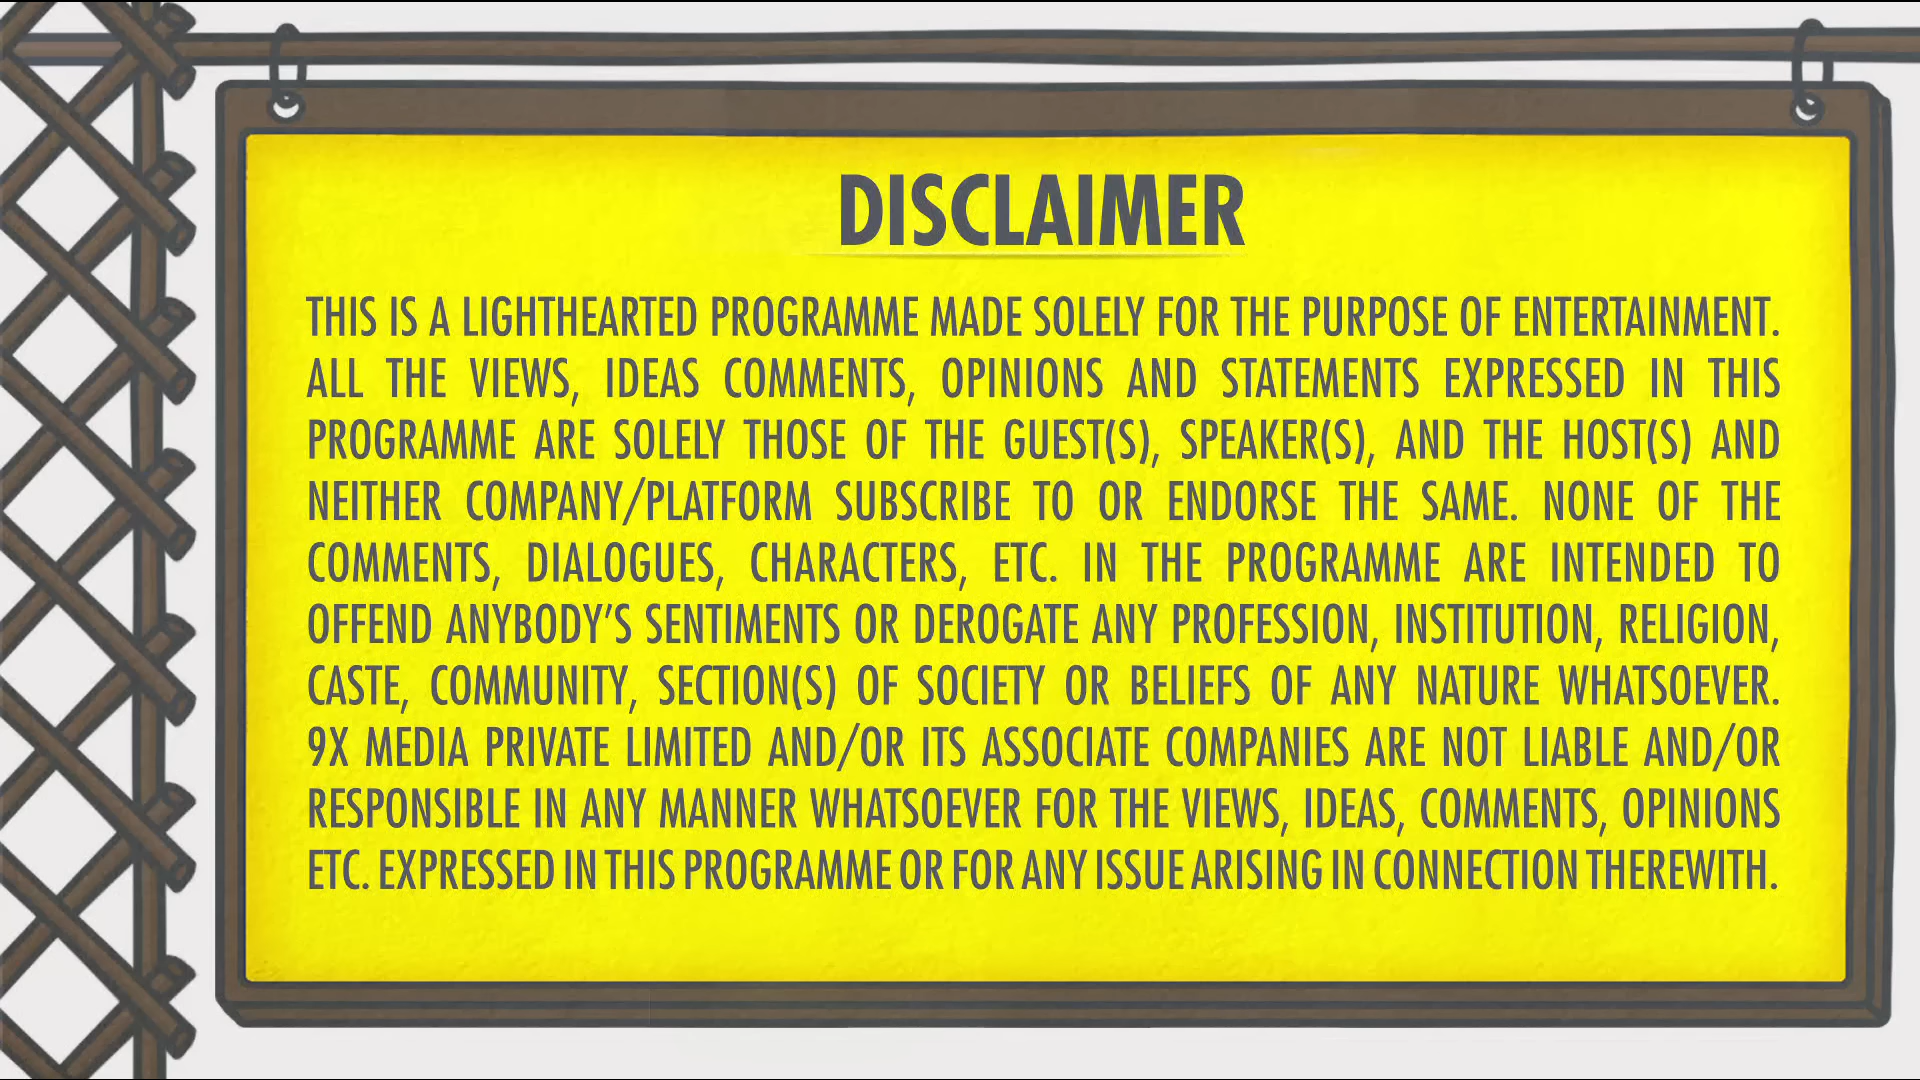 DISCLAIMER
THIS IS A LIGHTHEARTED PROGRAMME MADE SOLELY FOR THE PURPOSE OF ENTERTAINMENT.
ALL THE VIEWS, IDEAS COMMENTS, OPINIONS AND STATEMENTS EXPRESSED IN THIS
PROGRAMME ARE SOLELY THOSE OF THE GUEST(S), SPEAKER(S), AND THE HOST(S) AND
NEITHER COMPANY/PLATFORM SUBSCRIBE TO OR ENDORSE THE SAME. NONE OF THE
COMMENTS, DIALOGUES, CHARACTERS, ETC. IN THE PROGRAMME ARE INTENDED TO
OFFEND ANYBODY’S SENTIMENTS OR DEROGATE ANY PROFESSION, INSTITUTION, RELIGION,
CASTE, COMMUNITY, SECTION(S) OF SOCIETY OR BELIEFS OF ANY NATURE WHATSOEVER.
9X MEDIA PRIVATE LIMITED AND/OR ITS ASSOCIATE COMPANIES ARE NOT LIABLE AND/OR
RESPONSIBLE IN ANY MANNER WHATSOEVER FOR THE VIEWS, IDEAS, COMMENTS, OPINIONS
ETC. EXPRESSED IN THIS PROGRAMME OR FOR ANY ISSUE ARISING IN CONNECTION THEREWITH.